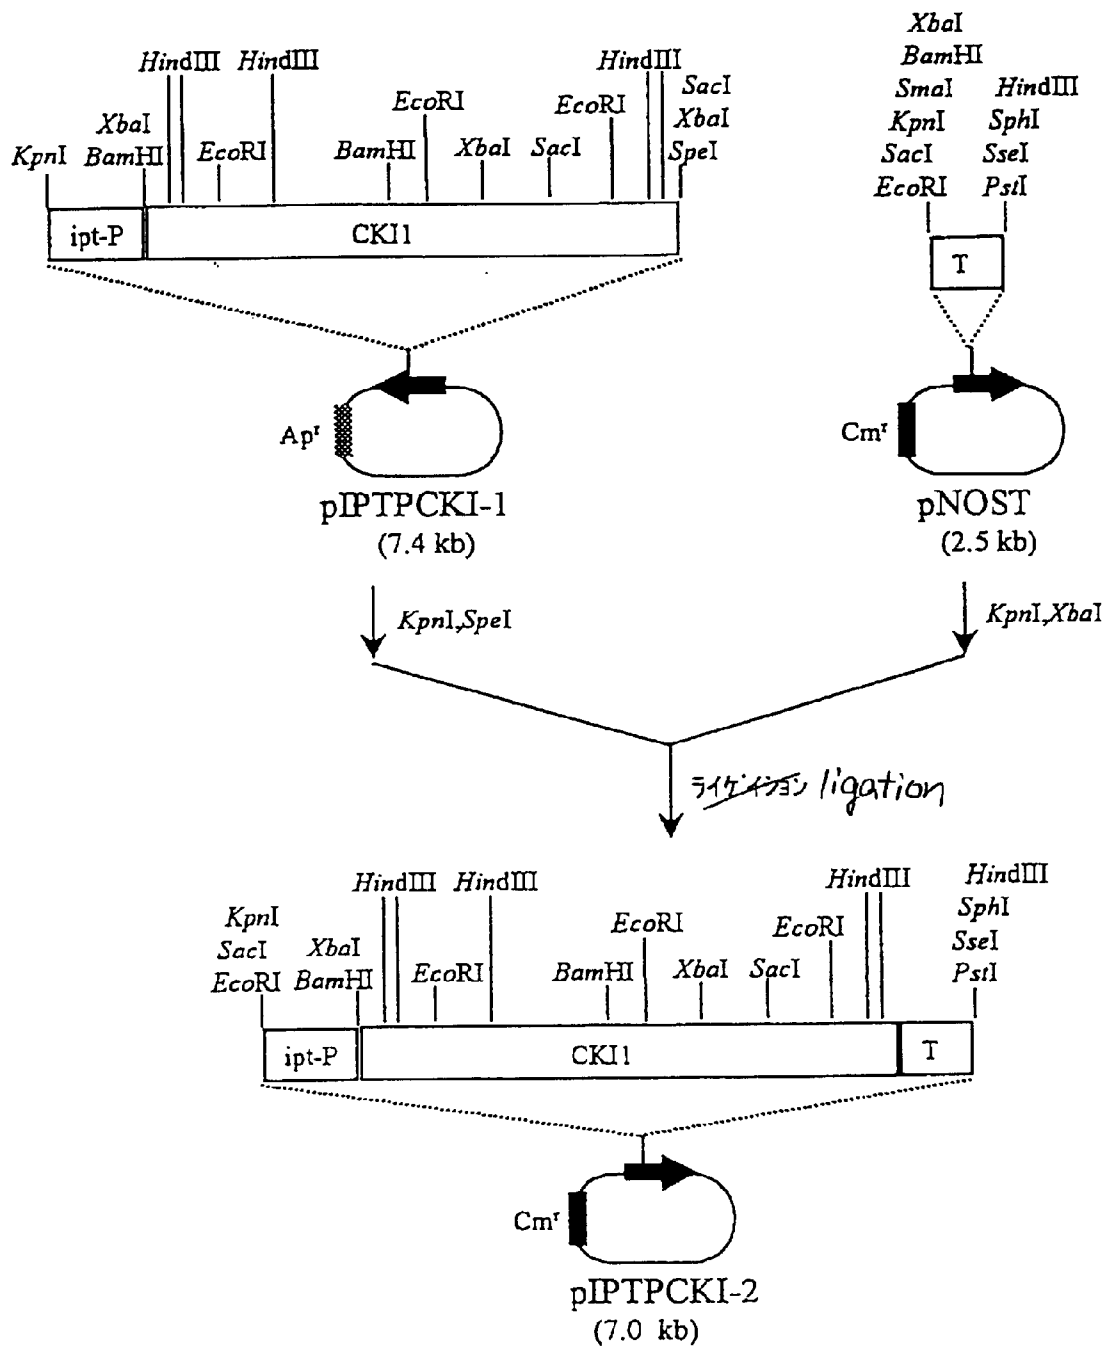 HindIII HindIII HindIII
SacI
EcoRI EcoRI
XbaI XbaI
KpnI BamHI EcoRI BamHI XbaI SacI SpeI
ipt-P CKI1
Apʳ
pIPTPCKI-1
(7.4 kb)
XbaI
BamHI
SmaI HindIII
KpnI SphI
SacI SseI
EcoRI PstI
T
Cmʳ
pNOST
(2.5 kb)
KpnI,SpeI
KpnI,XbaI
ライゲイション ligation
HindIII HindIII HindIII HindIII
KpnI EcoRI EcoRI SphI
SacI XbaI SseI
EcoRI BamHI EcoRI BamHI XbaI SacI PstI
ipt-P CKI1 T
Cmʳ
pIPTPCKI-2
(7.0 kb)